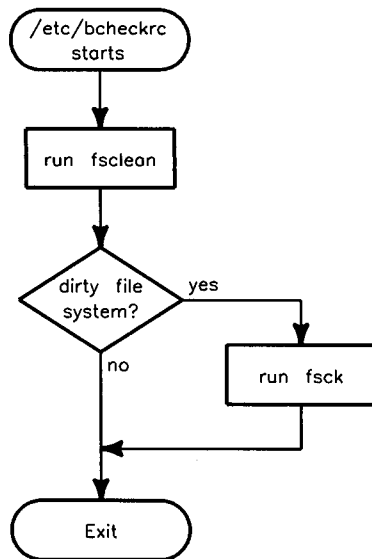 /etc/bcheckrc
starts
run fsclean
dirty file
system?
yes
no
run fsck
Exit